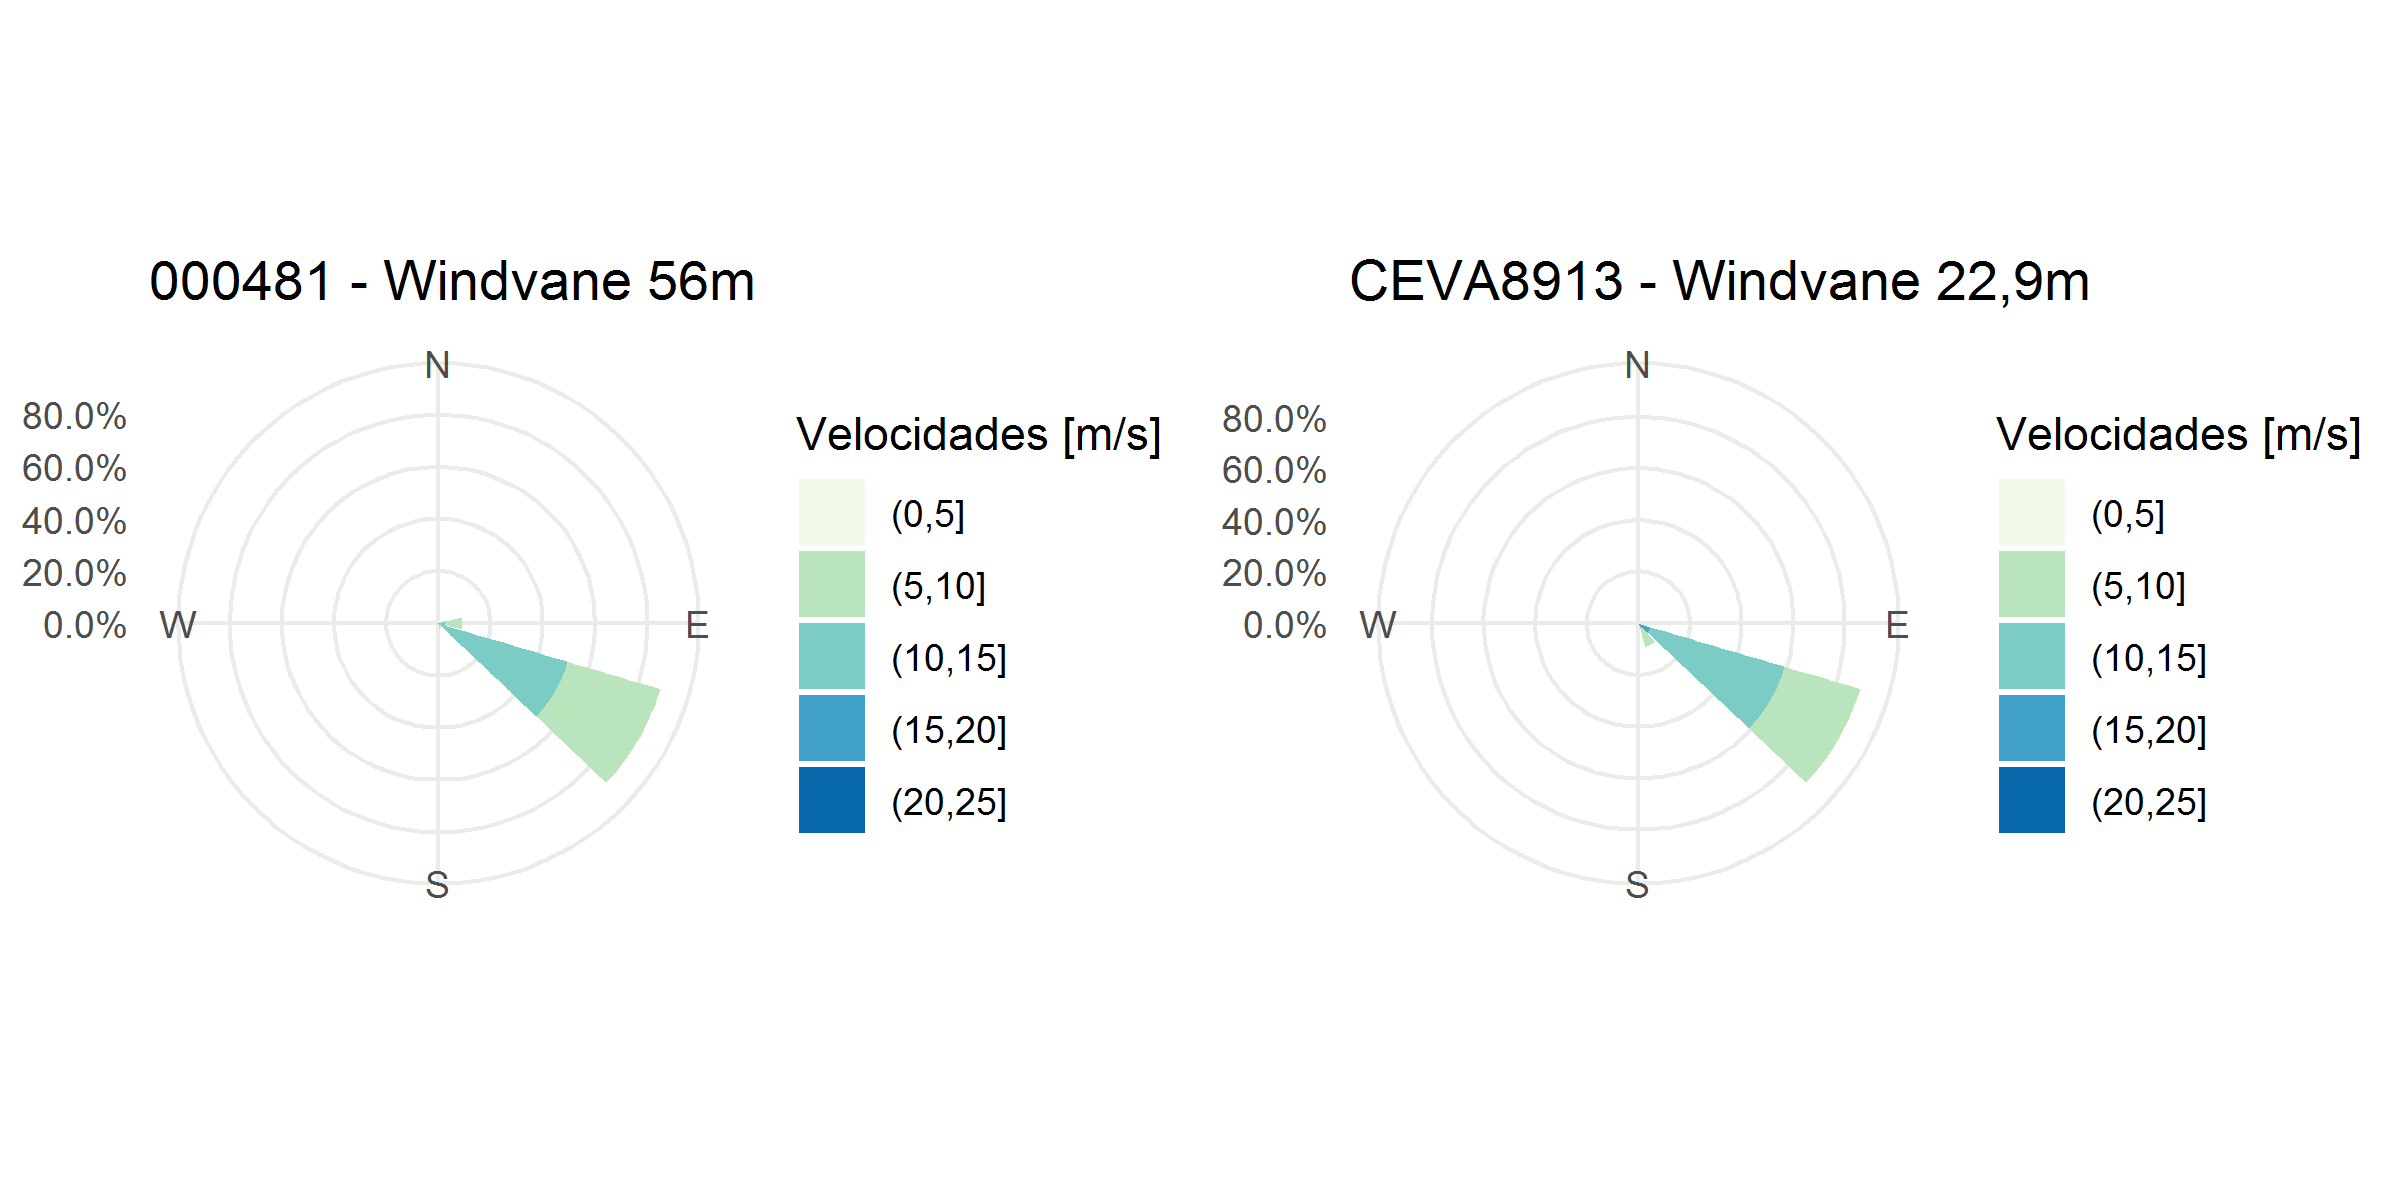 000481 - Windvane 56m
N
80.0%
60.0%
40.0%
20.0%
0.0%
W
E
S
Velocidades [m/s]
(0,5]
(5,10]
(10,15]
(15,20]
(20,25]
CEVA8913 - Windvane 22,9m
N
80.0%
60.0%
40.0%
20.0%
0.0%
W
E
S
Velocidades [m/s]
(0,5]
(5,10]
(10,15]
(15,20]
(20,25]